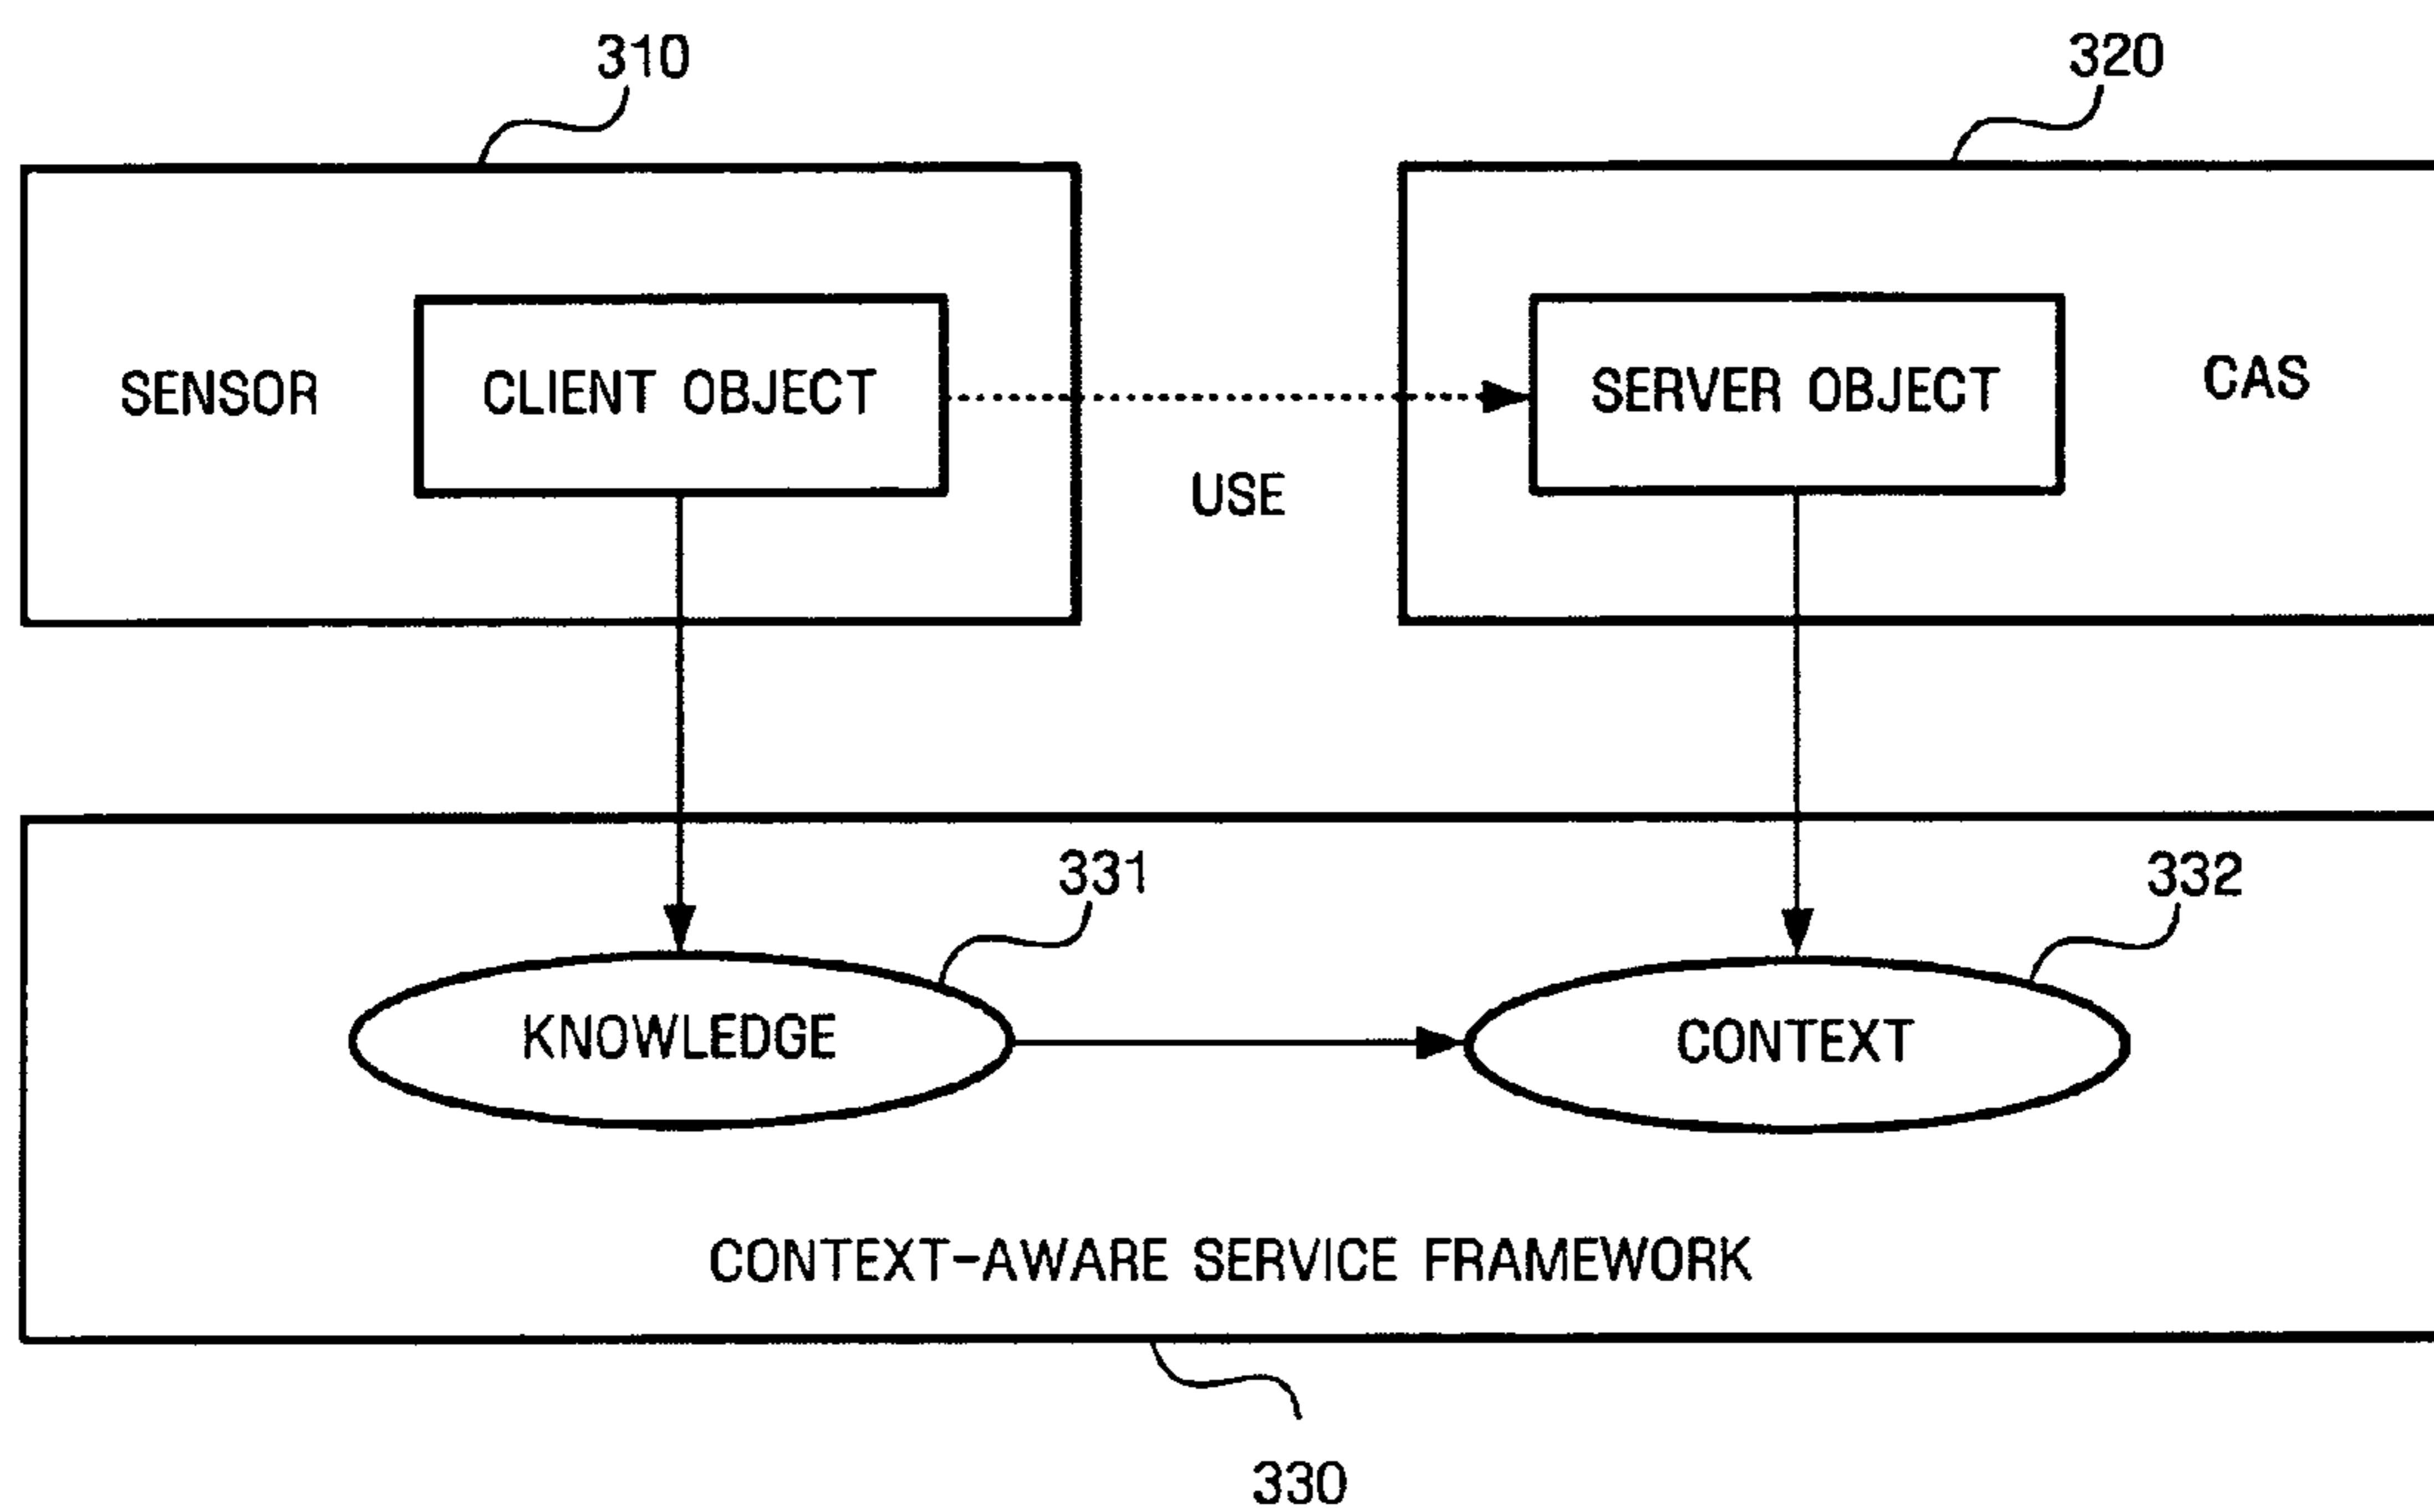 310
320
SENSOR
CLIENT OBJECT
SERVER OBJECT
CAS
USE
331
332
KNOWLEDGE
CONTEXT
CONTEXT-AWARE SERVICE FRAMEWORK
330